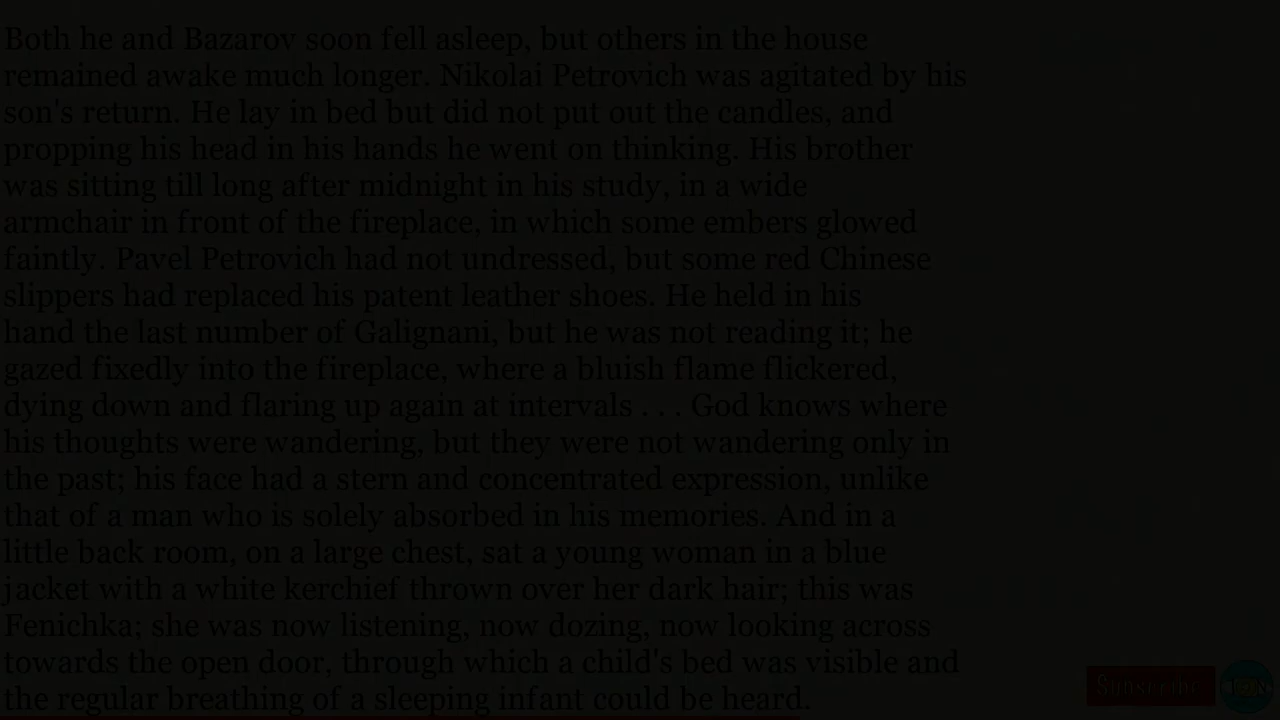 Both he and Bazarov soon fell asleep, but others in the house
remained awake much longer. Nikolai Petrovich was agitated by his
son's return. He lay in bed but did not put out the candles, and
propping his head in his hands he went on thinking. His brother
was sitting till long after midnight in his study, in a wide
armchair in front of the fireplace, in which some embers glowed
faintly. Pavel Petrovich had not undressed, but some red Chinese
slippers had replaced his patent leather shoes. He held in his
hand the last number of Galignani, but he was not reading it; he
gazed fixedly into the fireplace, where a bluish flame flickered,
dying down and flaring up again at intervals . . . God knows where
his thoughts were wandering, but they were not wandering only in
the past; his face had a stern and concentrated expression, unlike
that of a man who is solely absorbed in his memories. And in a
little back room, on a large chest, sat a young woman in a blue
jacket with a white kerchief thrown over her dark hair; this was
Fenichka; she was now listening, now dozing, now looking across
towards the open door, through which a child's bed was visible and
the regular breathing of a sleeping infant could be heard.
Subscribe